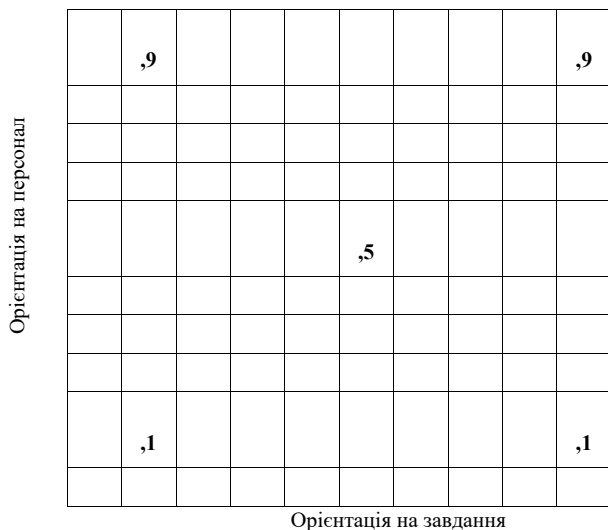 ,9 ,9
Орієнтація на персонал
,5
,1 ,1
Орієнтація на завдання